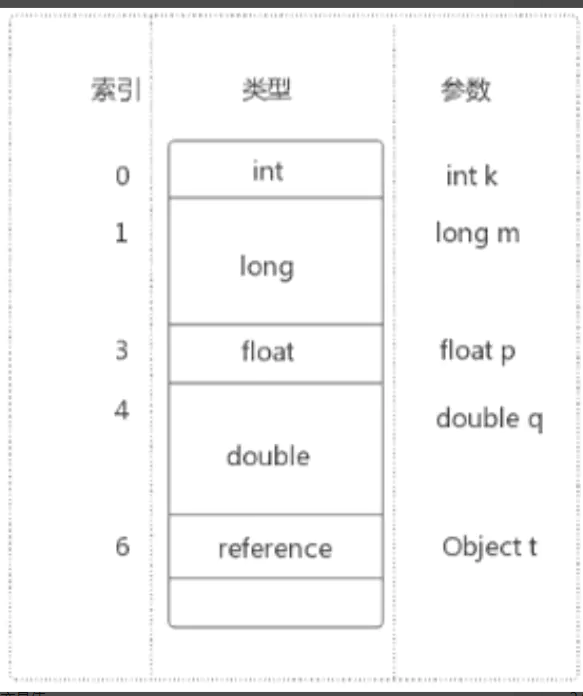 索引 类型 参数
0 int int k
1 long long m
3 float float p
4 double double q
6 reference Object t